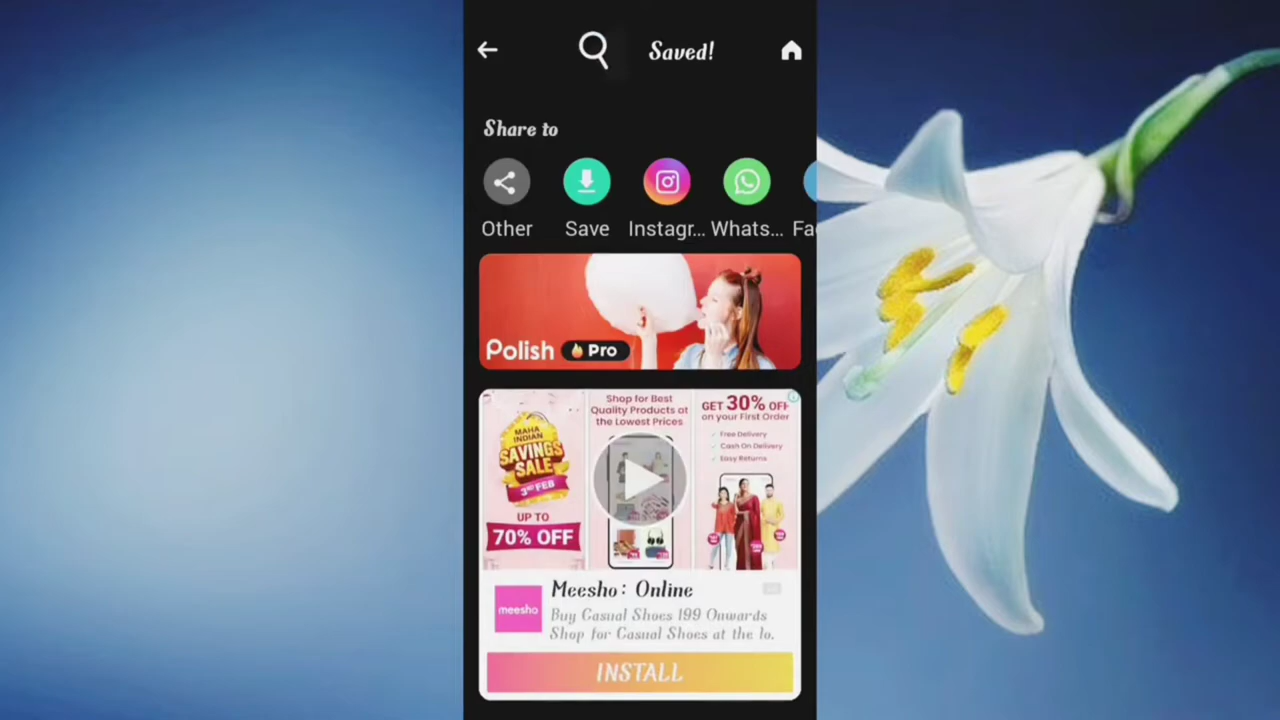 Saved!
Share to
Other
Save
Instagr...
Whats...
Fa
Polish Pro
MAHA
INDIAN
SAVINGS
SALE
3RD FEB
UP TO
70% OFF
Shop for Best
Quality Products at
the Lowest Prices
GET 30% OFF
on your First Order
✓ Free Delivery
✓ Cash On Delivery
✓ Easy Returns
meesho
Meesho: Online
Buy Casual Shoes 199 Onwards
Shop for Casual Shoes at the lo.
INSTALL